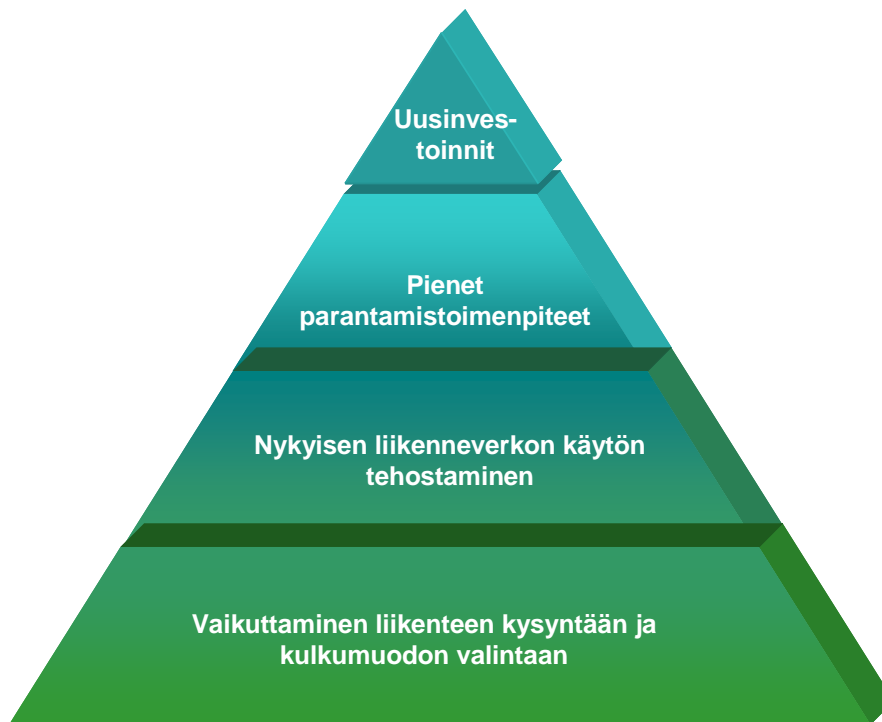 Uusinves-
toinnit
Pienet
parantamistoimenpiteet
Nykyisen liikenneverkon käytön
tehostaminen
Vaikuttaminen liikenteen kysyntään ja
kulkumuodon valintaan